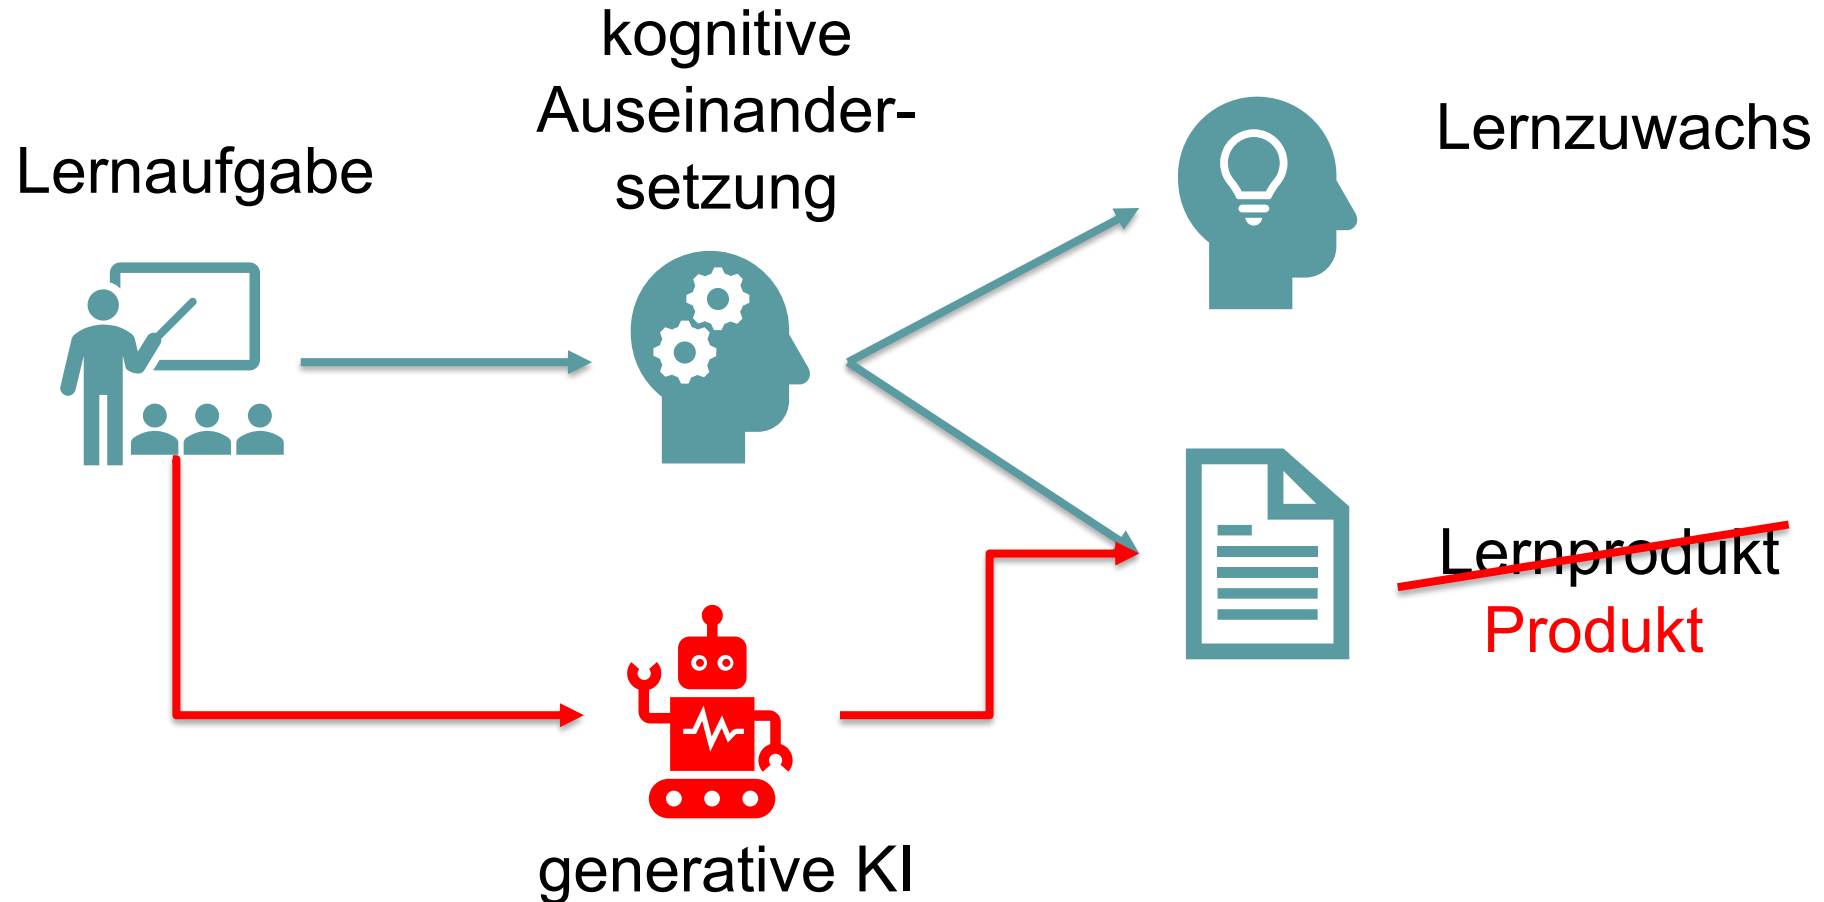 Lernaufgabe
kognitive
Auseinander-
setzung
Lernzuwachs
Lernprodukt
Produkt
generative KI